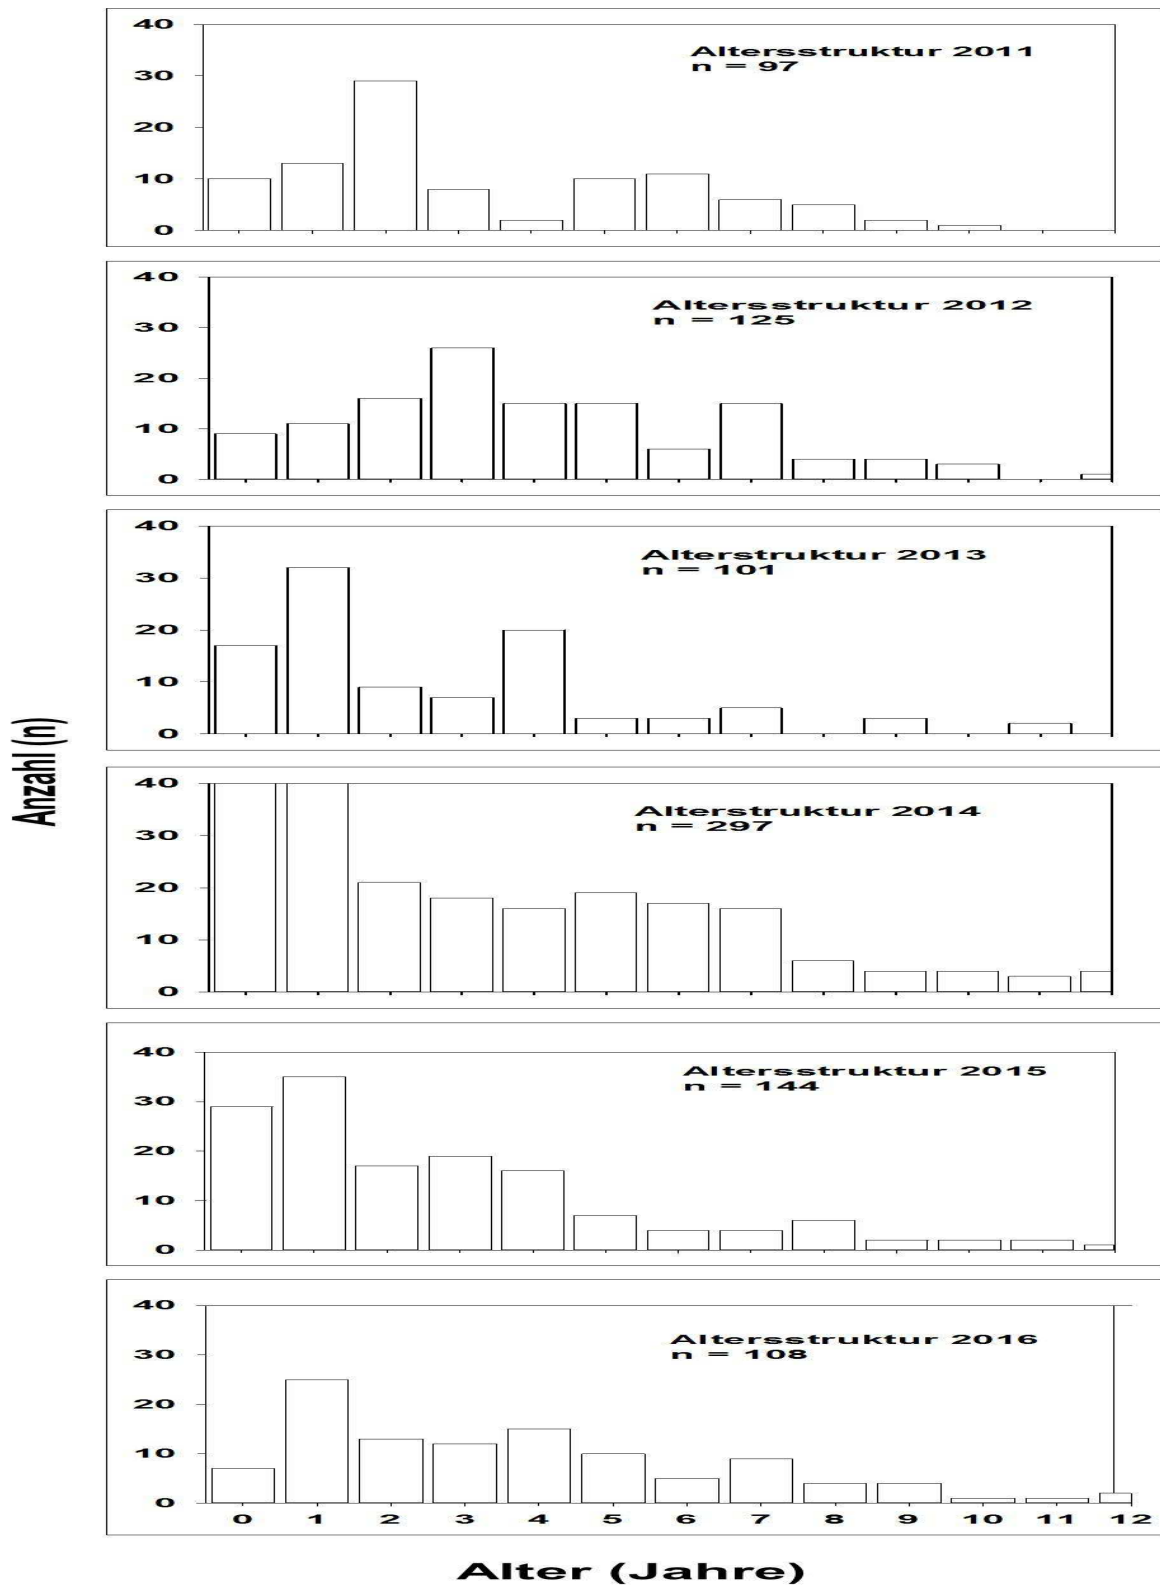 40
Altersstruktur 2011
n = 97
30
20
10
0
40
Altersstruktur 2012
n = 125
30
20
10
0
40
Alterstruktur 2013
n = 101
30
20
10
0
Anzahl (n)
40
Alterstruktur 2014
n = 297
30
20
10
0
40
Altersstruktur 2015
n = 144
30
20
10
0
40
Altersstruktur 2016
n = 108
30
20
10
0
0 1 2 3 4 5 6 7 8 9 10 11 12
Alter (Jahre)